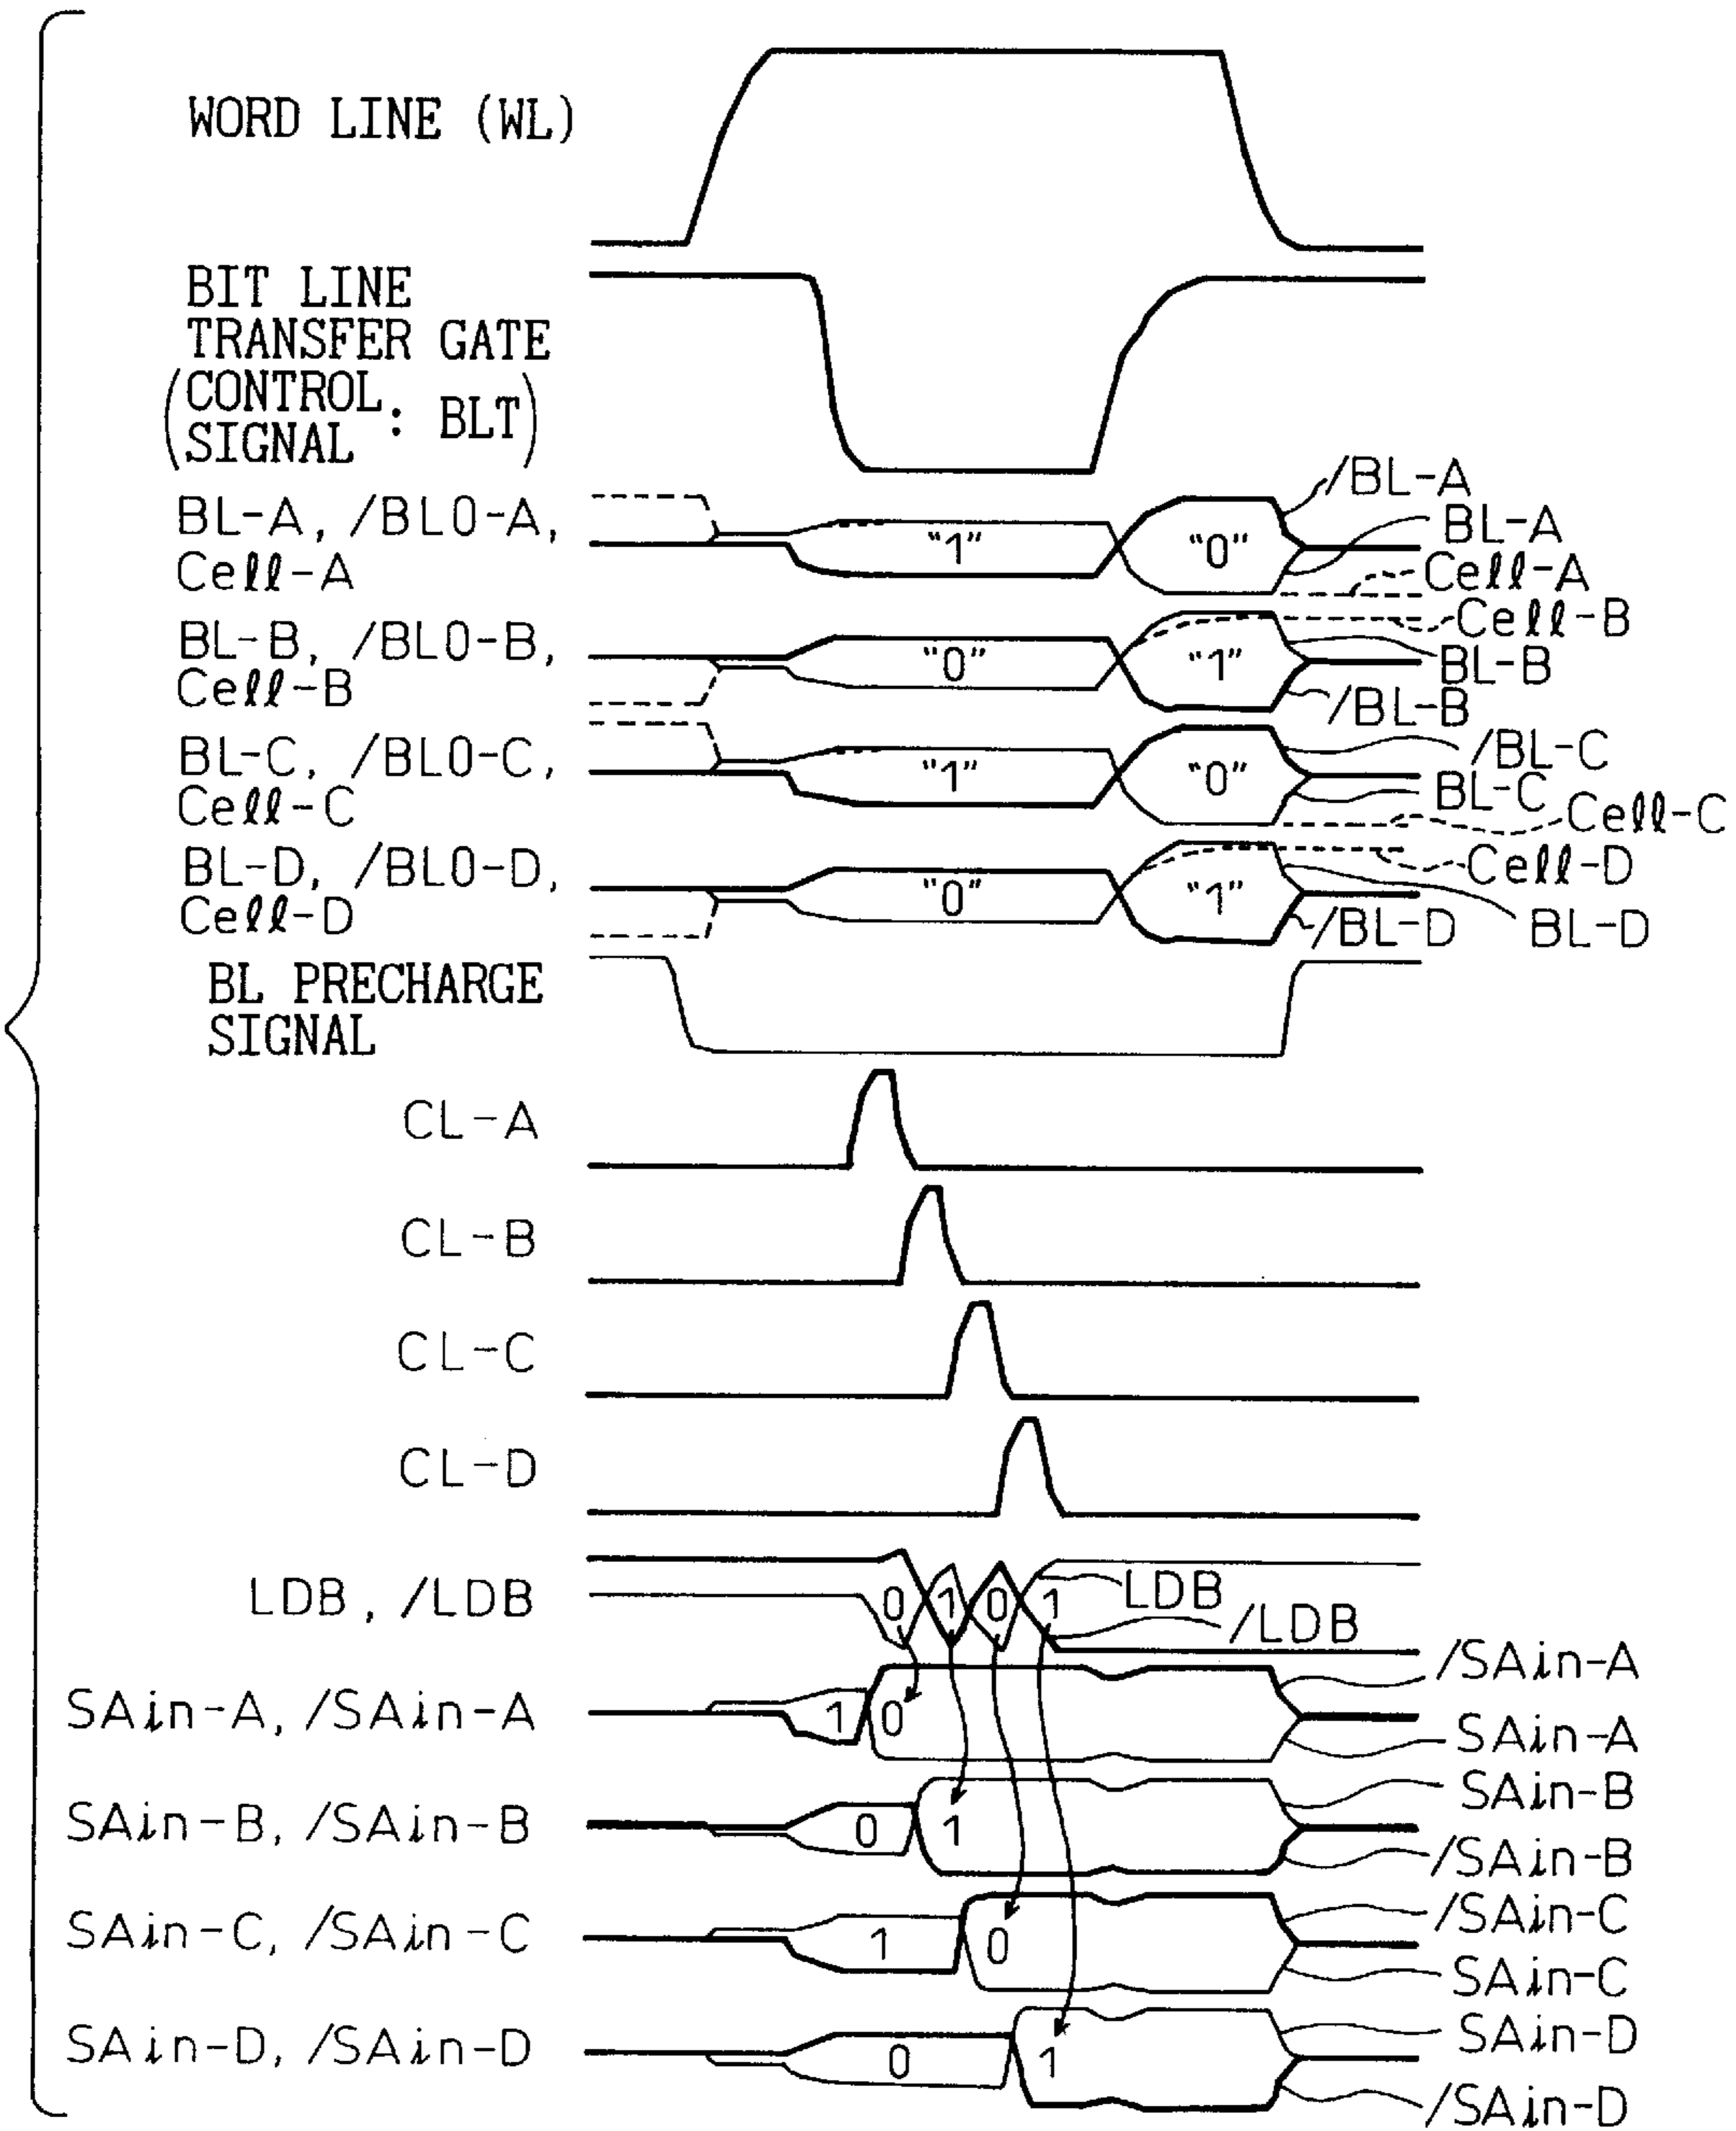 WORD LINE (WL)
BIT LINE
TRANSFER GATE
(CONTROL
SIGNAL : BLT)
BL-A, /BL0-A,
Cell-A
"1"
"0"
/BL-A
BL-A
Cell-A
BL-B, /BL0-B,
Cell-B
"0"
"1"
Cell-B
BL-B
/BL-B
BL-C, /BL0-C,
Cell-C
"1"
"0"
/BL-C
BL-C
Cell-C
BL-D, /BL0-D,
Cell-D
"0"
"1"
Cell-D
/BL-D
BL-D
BL PRECHARGE
SIGNAL
CL-A
CL-B
CL-C
CL-D
LDB, /LDB
0 1 0 1
LDB
/LDB
SAin-A, /SAin-A
1 0
/SAin-A
SAin-A
SAin-B, /SAin-B
0 1
SAin-B
/SAin-B
SAin-C, /SAin-C
1 0
/SAin-C
SAin-C
SAin-D, /SAin-D
0 1
SAin-D
/SAin-D